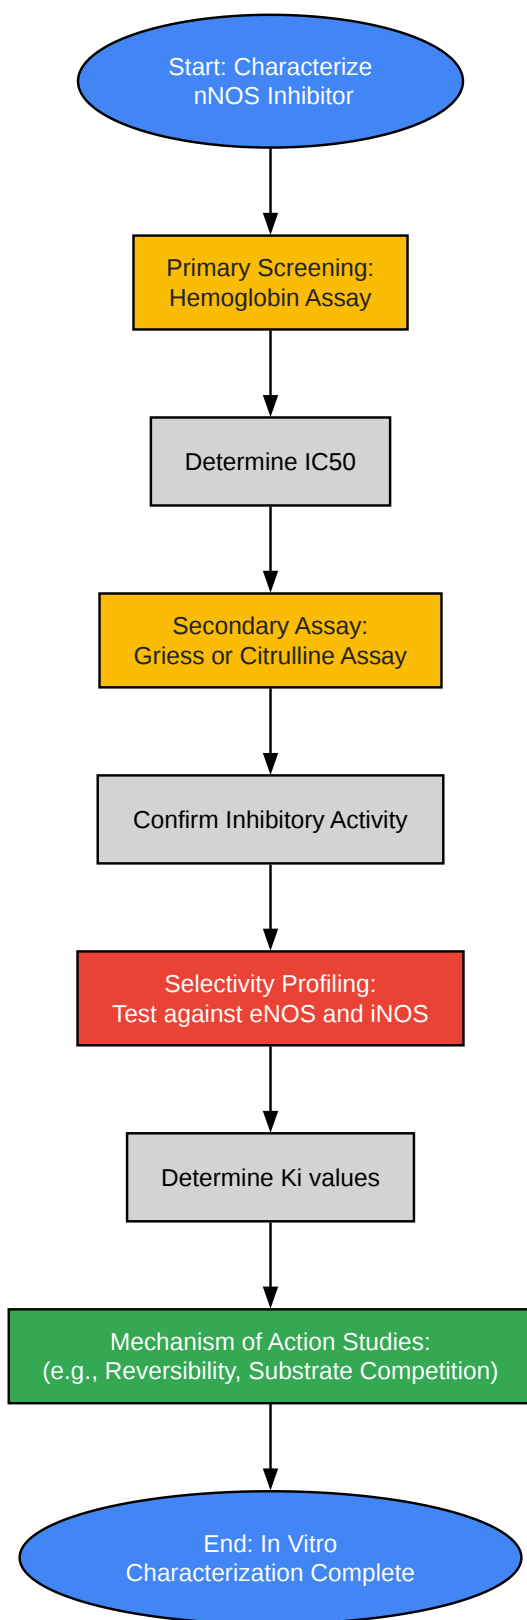 Start: Characterize
nNOS Inhibitor
Primary Screening:
Hemoglobin Assay
Determine IC50
Secondary Assay:
Griess or Citrulline Assay
Confirm Inhibitory Activity
Selectivity Profiling:
Test against eNOS and iNOS
Determine Ki values
Mechanism of Action Studies:
(e.g., Reversibility, Substrate Competition)
End: In Vitro
Characterization Complete